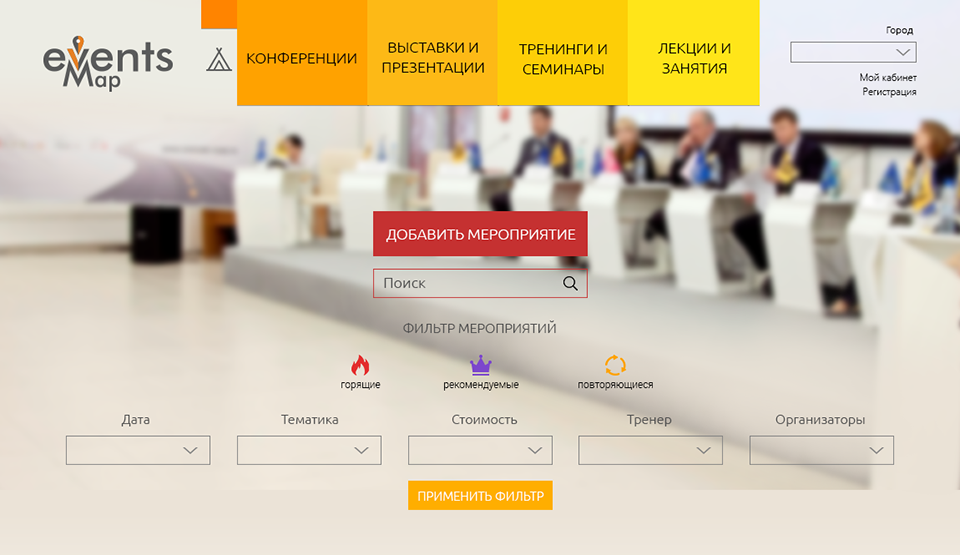 events
Map
КОНФЕРЕНЦИИ
ВЫСТАВКИ И
ПРЕЗЕНТАЦИИ
ТРЕНИНГИ И
СЕМИНАРЫ
ЛЕКЦИИ И
ЗАНЯТИЯ
Город
Мой кабинет
Регистрация
ДОБАВИТЬ МЕРОПРИЯТИЕ
Поиск
ФИЛЬТР МЕРОПРИЯТИЙ
горящие
рекомендуемые
повторяющиеся
Дата
Тематика
Стоимость
Тренер
Организаторы
ПРИМЕНИТЬ ФИЛЬТР